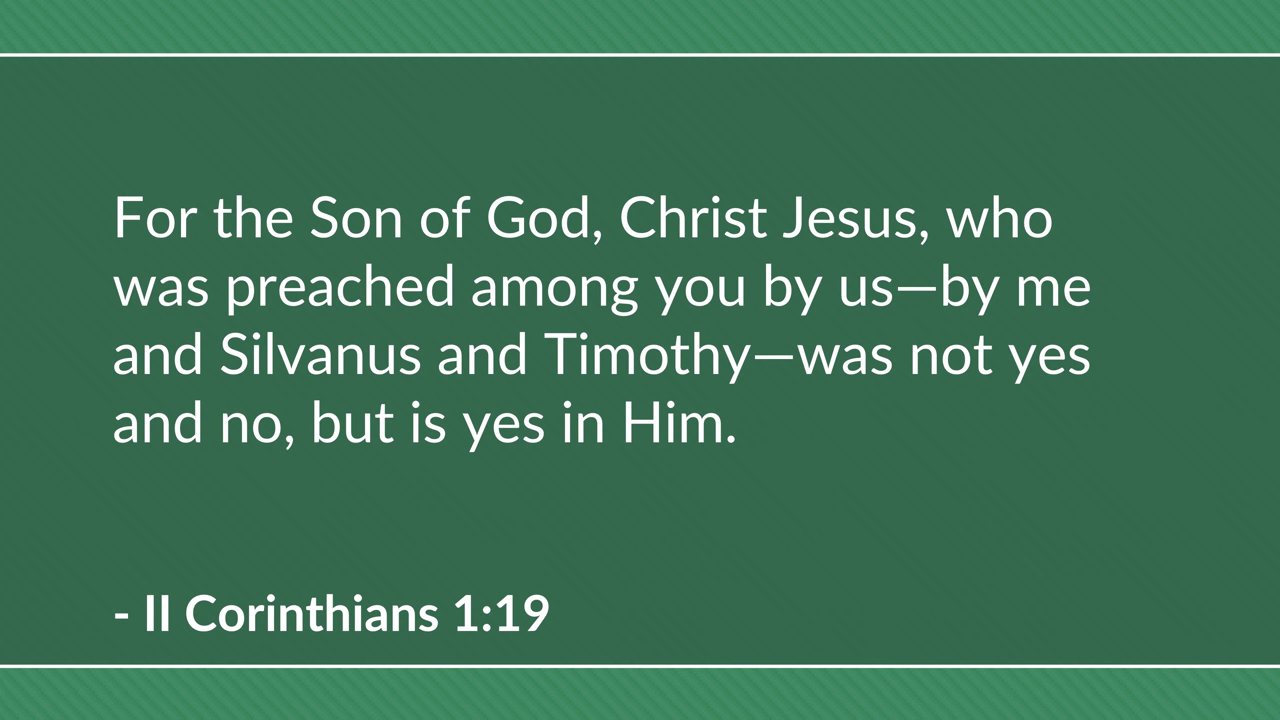 For the Son of God, Christ Jesus, who
was preached among you by us—by me
and Silvanus and Timothy—was not yes
and no, but is yes in Him.
- II Corinthians 1:19